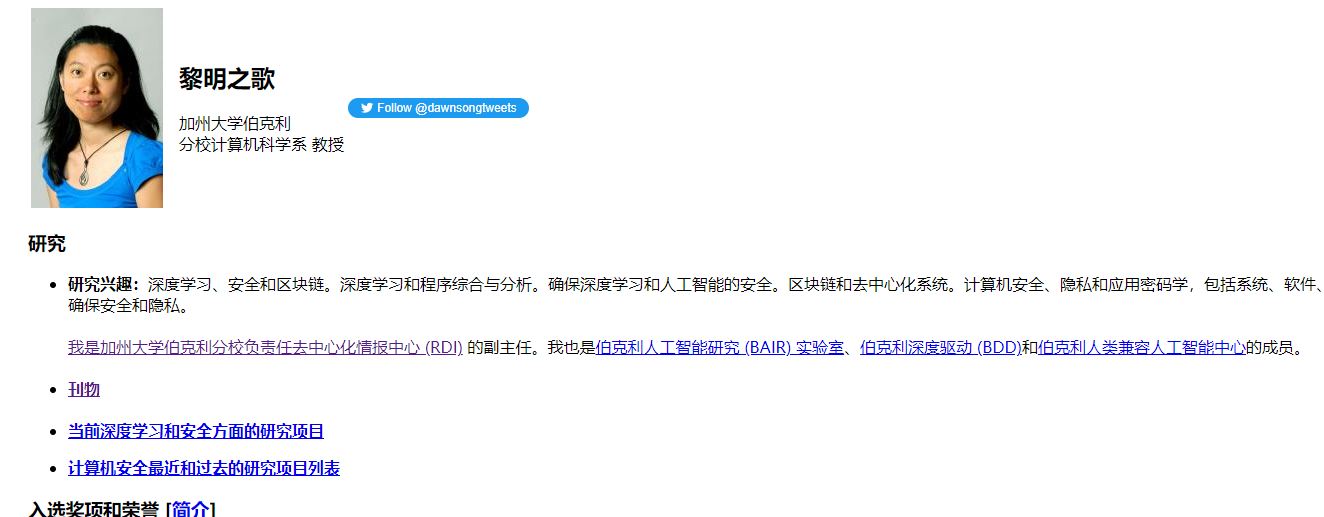 黎明之歌
Follow @dawnsongtweets
加州大学伯克利
分校计算机科学系 教授
研究
研究兴趣：深度学习、安全和区块链。深度学习和程序综合与分析。确保深度学习和人工智能的安全。区块链和去中心化系统。计算机安全、隐私和应用密码学，包括系统、软件、
确保安全和隐私。
我是加州大学伯克利分校负责任去中心化情报中心 (RDI) 的副主任。我也是伯克利人工智能研究 (BAIR) 实验室、伯克利深度驱动 (BDD)和伯克利人类兼容人工智能中心的成员。
刊物
当前深度学习和安全方面的研究项目
计算机安全最近和过去的研究项目列表
入选奖项和荣誉 [简介]